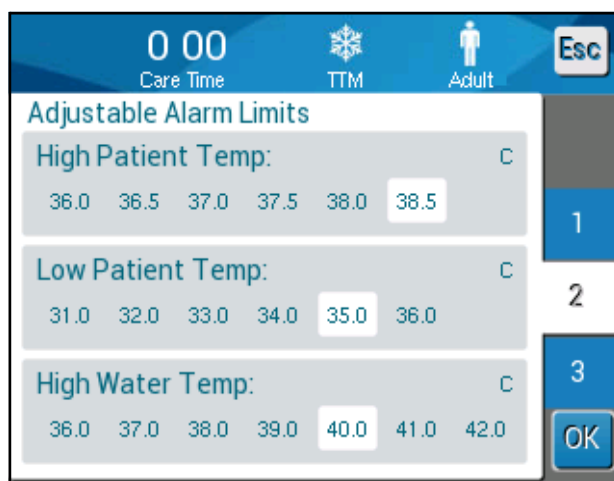 0 00
Care Time
TTM
Adult
Esc
Adjustable Alarm Limits
High Patient Temp: C
36.0 36.5 37.0 37.5 38.0 38.5
1
Low Patient Temp: C
31.0 32.0 33.0 34.0 35.0 36.0
2
High Water Temp: C
36.0 37.0 38.0 39.0 40.0 41.0 42.0
3
OK